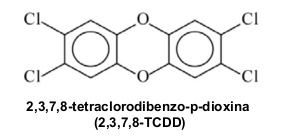 Cl O Cl
Cl O Cl
2,3,7,8-tetraclorodibenzo-p-dioxina
(2,3,7,8-TCDD)